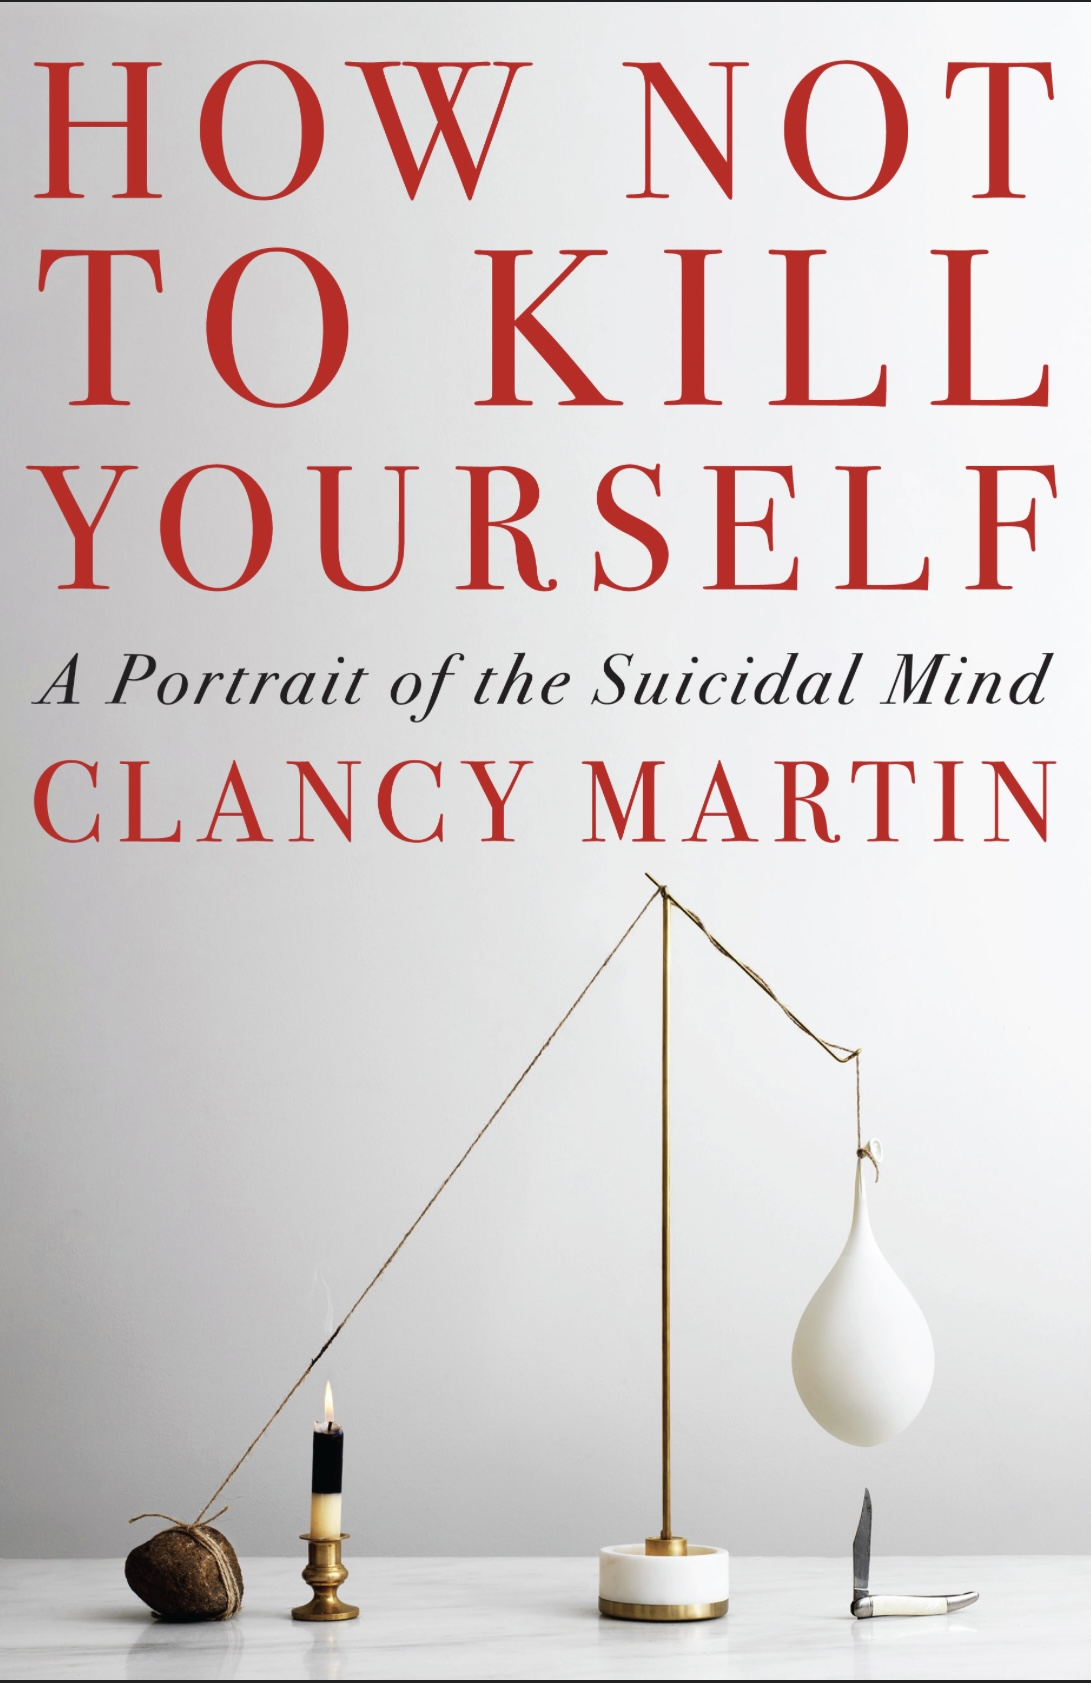 HOW NOT
TO KILL
YOURSELF
A Portrait of the Suicidal Mind
CLANCY MARTIN